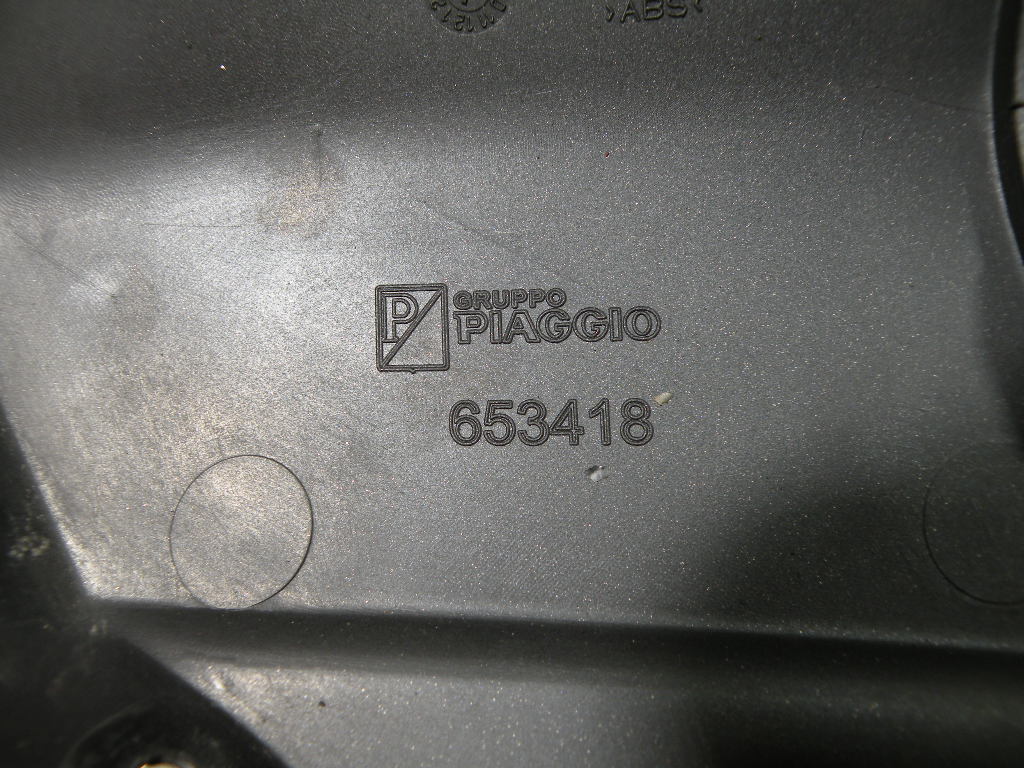 >ABS<
P GRUPPO
PIAGGIO
653418